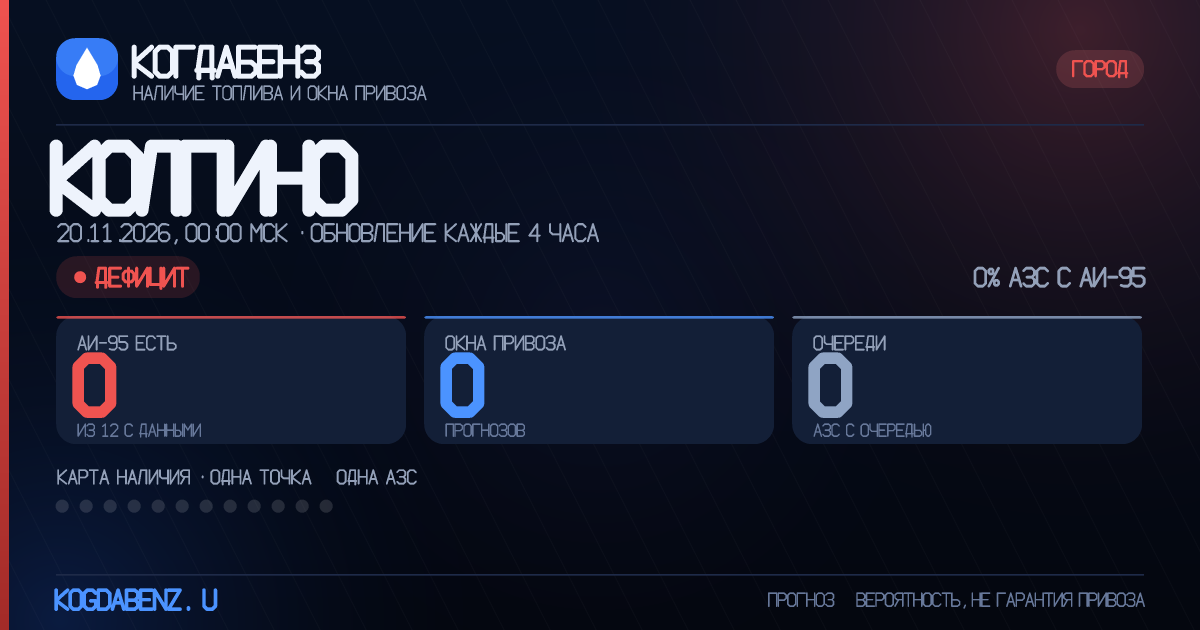 КОГДАБЕНЗ
НАЛИЧИЕ ТОПЛИВА И ОКНА ПРИВОЗА
ГОРОД
КОЛПИНО
20.11.2026, 00:00 МСК · ОБНОВЛЕНИЕ КАЖДЫЕ 4 ЧАСА
ДЕФИЦИТ
0% АЗС С АИ-95
АИ-95 ЕСТЬ
0
ИЗ 12 С ДАННЫМИ
ОКНА ПРИВОЗА
0
ПРОГНОЗОВ
ОЧЕРЕДИ
0
АЗС С ОЧЕРЕДЬЮ
КАРТА НАЛИЧИЯ · ОДНА ТОЧКА ОДНА АЗС
KOGDABENZ. U
ПРОГНОЗ ВЕРОЯТНОСТЬ, НЕ ГАРАНТИЯ ПРИВОЗА